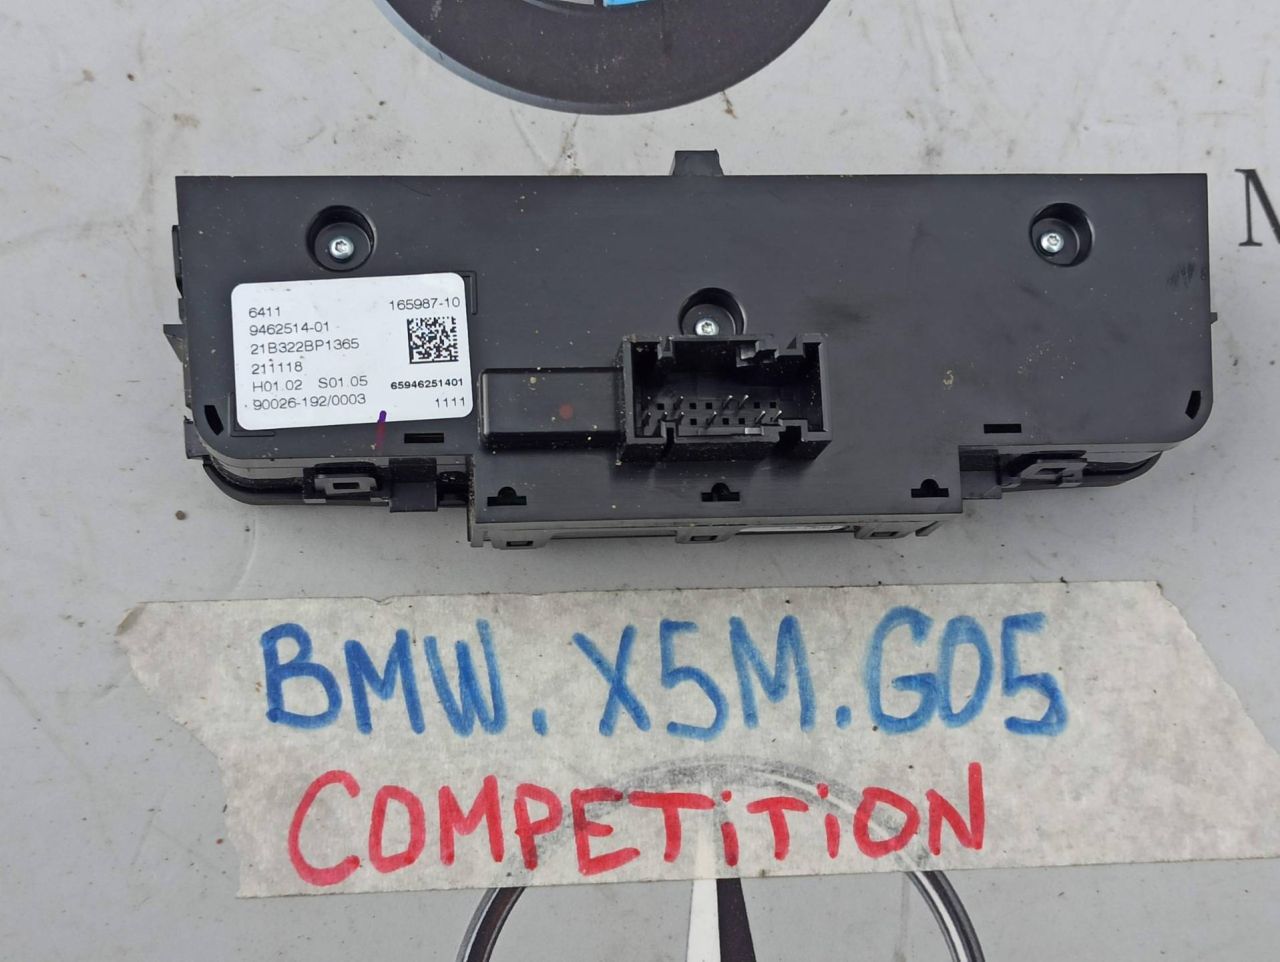 6411 165987-10
9462514-01
21B322BP1365
211118
H01.02 S01.05 65946251401
90026-192/0003 1111
M
BMW. X5M. G05
COMPETiTiON